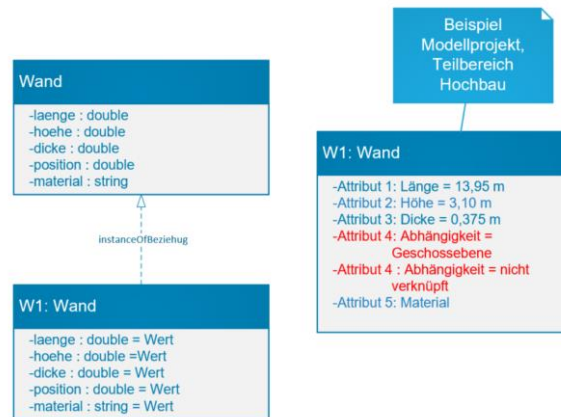 Wand
-laenge : double
-hoehe : double
-dicke : double
-position : double
-material : string
instanceOfBeziehug
W1: Wand
-laenge : double = Wert
-hoehe : double =Wert
-dicke : double = Wert
-position : double = Wert
-material : string = Wert
Beispiel
Modellprojekt,
Teilbereich
Hochbau
W1: Wand
-Attribut 1: Länge = 13,95 m
-Attribut 2: Höhe = 3,10 m
-Attribut 3: Dicke = 0,375 m
-Attribut 4: Abhängigkeit =
Geschossebene
-Attribut 4 : Abhängigkeit = nicht
verknüpft
-Attribut 5: Material